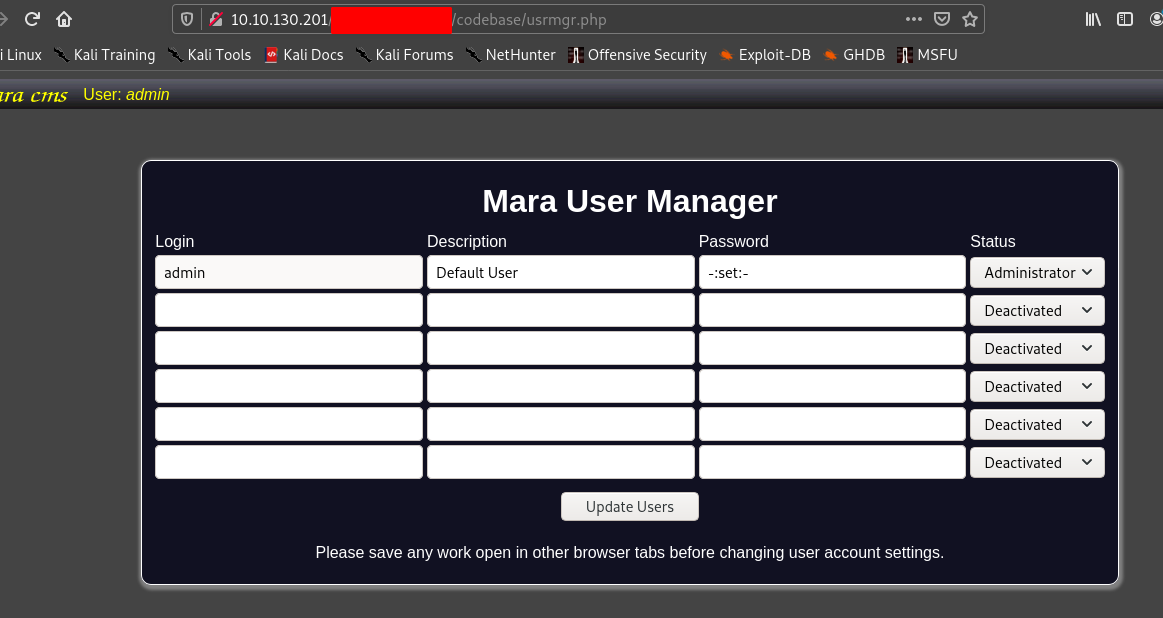 10.10.130.201/ /codebase/usrmgr.php
i Linux Kali Training Kali Tools Kali Docs Kali Forums NetHunter Offensive Security Exploit-DB GHDB MSFU
ara cms User: admin
Mara User Manager
Login Description Password Status
admin Default User -:set:- Administrator
Deactivated
Deactivated
Deactivated
Deactivated
Deactivated
Update Users
Please save any work open in other browser tabs before changing user account settings.